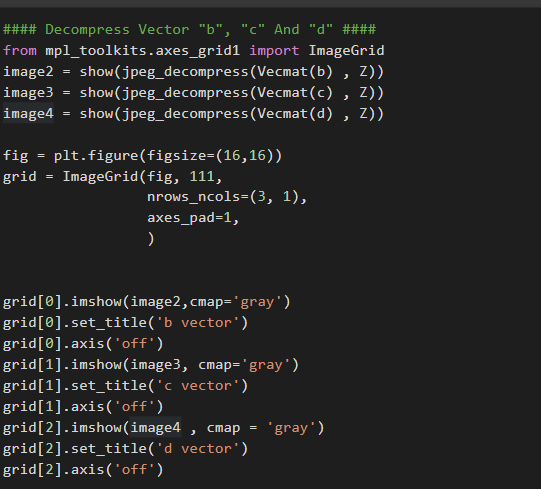 #### Decompress Vector "b", "c" And "d" ####
from mpl_toolkits.axes_grid1 import ImageGrid
image2 = show(jpeg_decompress(Vecmat(b) , Z))
image3 = show(jpeg_decompress(Vecmat(c) , Z))
image4 = show(jpeg_decompress(Vecmat(d) , Z))
fig = plt.figure(figsize=(16,16))
grid = ImageGrid(fig, 111,
                 nrows_ncols=(3, 1),
                 axes_pad=1,
                 )
grid[0].imshow(image2,cmap='gray')
grid[0].set_title('b vector')
grid[0].axis('off')
grid[1].imshow(image3, cmap='gray')
grid[1].set_title('c vector')
grid[1].axis('off')
grid[2].imshow(image4 , cmap = 'gray')
grid[2].set_title('d vector')
grid[2].axis('off')